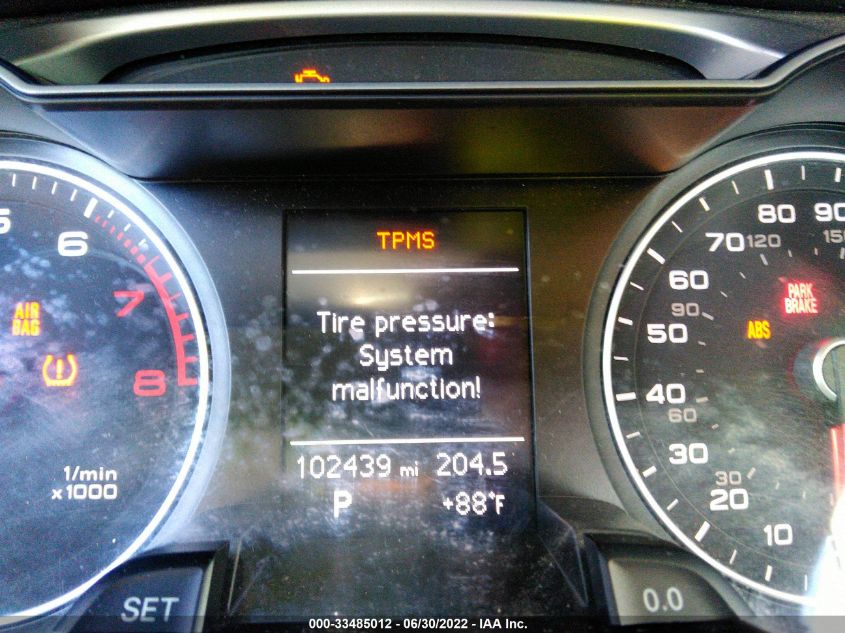 TPMS
Tire pressure:
System
malfunction!
102439 mi 204.5
P +88°F
5
6
7
8
AIR
BAG
1/min
x1000
SET
90
80
70
60
50
40
30
20
10
150
120
90
60
30
PARK
BRAKE
ABS
0.0
000-33485012 - 06/30/2022 - IAA Inc.